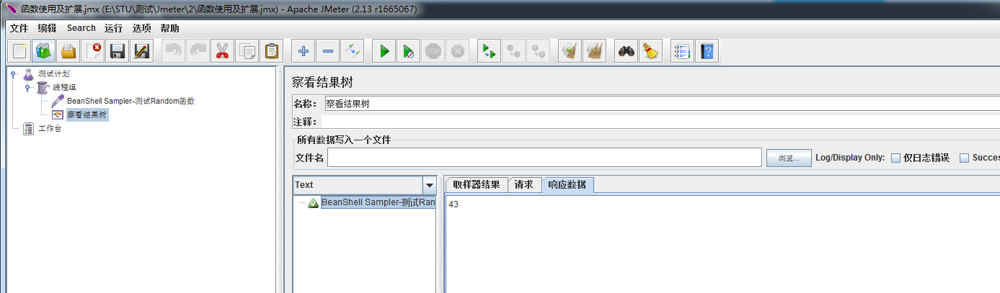 函数使用及扩展.jmx (E:\STU\测试\Jmeter\2\函数使用及扩展.jmx) - Apache JMeter (2.13 r1665067)
文件 编辑 Search 运行 选项 帮助
测试计划
线程组
BeanShell Sampler-测试Random函数
察看结果树
工作台
察看结果树
名称： 察看结果树
注释：
所有数据写入一个文件
文件名 浏览... Log/Display Only: 仅日志错误 Succes
Text
BeanShell Sampler-测试Ran
取样器结果 请求 响应数据
43